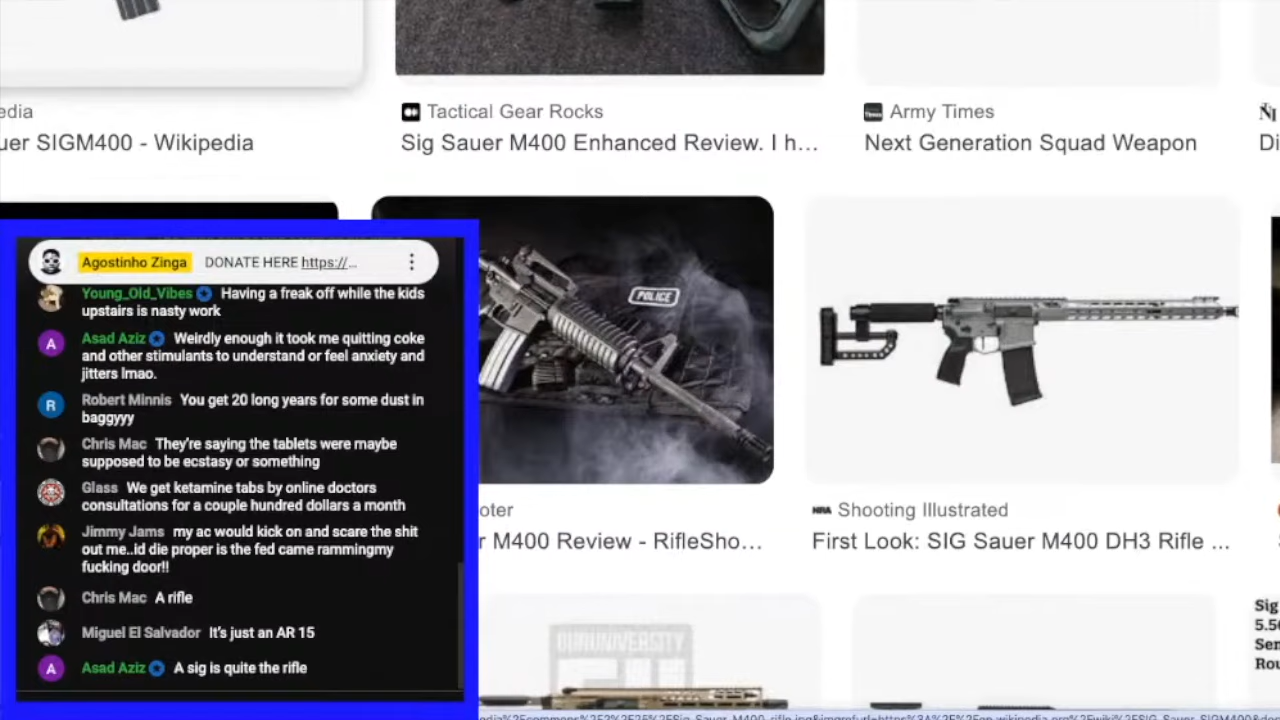 edia
uer SIGM400 - Wikipedia
Tactical Gear Rocks
Sig Sauer M400 Enhanced Review. I h...
Army Times
Next Generation Squad Weapon
Di
POLICE
oter
r M400 Review - RifleSho...
NRA Shooting Illustrated
First Look: SIG Sauer M400 DH3 Rifle ...
Sig
5.5
Sen
Rou
Agostinho Zinga DONATE HERE https://...
Young_Old_Vibes Having a freak off while the kids
upstairs is nasty work
A Asad Aziz Weirdly enough it took me quitting coke
and other stimulants to understand or feel anxiety and
jitters lmao.
R Robert Minnis You get 20 long years for some dust in
baggyyy
Chris Mac They're saying the tablets were maybe
supposed to be ecstasy or something
Glass We get ketamine tabs by online doctors
consultations for a couple hundred dollars a month
Jimmy Jams my ac would kick on and scare the shit
out me..id die proper is the fed came rammingmy
fucking door!!
Chris Mac A rifle
Miguel El Salvador It's just an AR 15
A Asad Aziz A sig is quite the rifle